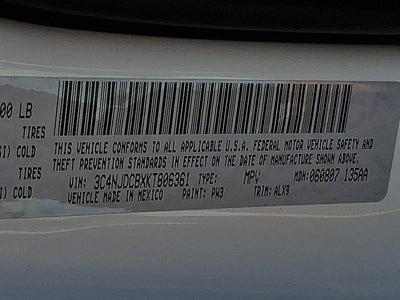 00 LB
TIRES
SI) COLD
TIRES
SI) COLD
THIS VEHICLE CONFORMS TO ALL APPLICABLE U.S.A. FEDERAL MOTOR VEHICLE SAFETY AND
THEFT PREVENTION STANDARDS IN EFFECT ON THE DATE OF MANUFACTURE SHOWN ABOVE.
VIN: 3C4NJDCBXKT806361 TYPE: MPV MDH: 060807 135AA
VEHICLE MADE IN MEXICO PAINT: PW3 TRIM: ALX9